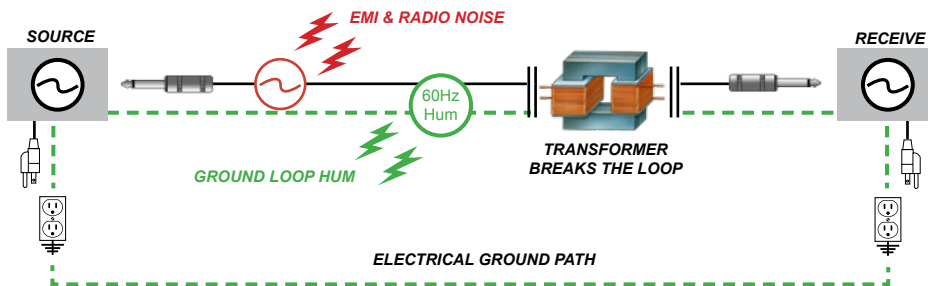 EMI & RADIO NOISE
SOURCE
RECEIVE
60Hz
Hum
GROUND LOOP HUM
TRANSFORMER
BREAKS THE LOOP
ELECTRICAL GROUND PATH